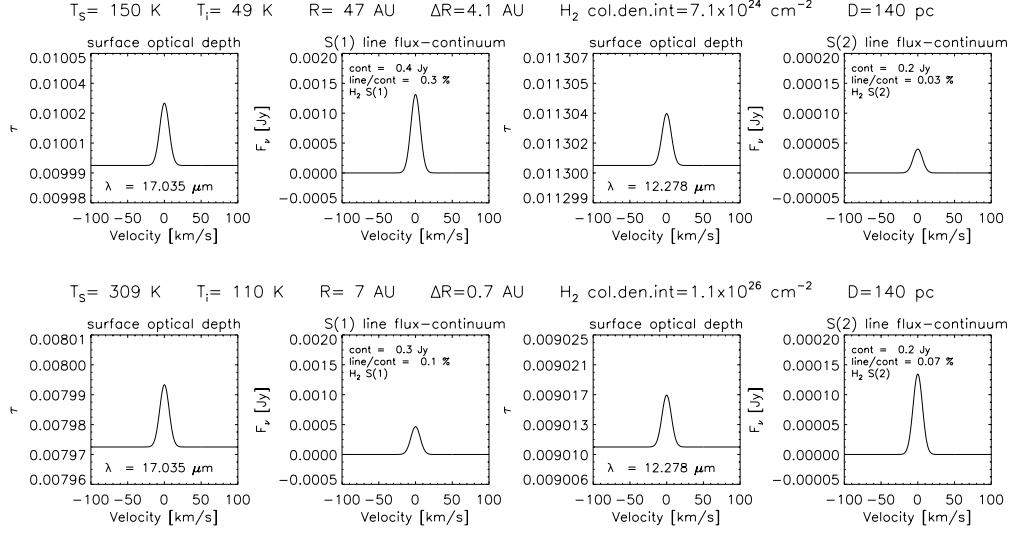 T_S= 150 K T_i= 49 K R= 47 AU ΔR=4.1 AU H_2 col.den.int=7.1x10^24 cm^-2 D=140 pc
surface optical depth
S(1) line flux-continuum
surface optical depth
S(2) line flux-continuum
0.01005
0.01003
0.01002
0.01001
0.00999
0.00998
τ
λ = 17.035 μm
-100 -50 0 50 100
Velocity [km/s]
0.0020
0.0015
0.0010
0.0005
0.0000
-0.0005
F_ν [Jy]
cont = 0.4 Jy
line/cont = 0.3 %
H_2 S(1)
-100 -50 0 50 100
Velocity [km/s]
0.011307
0.011305
0.011304
0.011302
0.011300
0.011299
τ
λ = 12.278 μm
-100 -50 0 50 100
Velocity [km/s]
0.00020
0.00015
0.00010
0.00005
0.00000
-0.00005
F_ν [Jy]
cont = 0.2 Jy
line/cont = 0.03 %
H_2 S(2)
-100 -50 0 50 100
Velocity [km/s]
T_S= 309 K T_i= 110 K R= 7 AU ΔR=0.7 AU H_2 col.den.int=1.1x10^26 cm^-2 D=140 pc
surface optical depth
S(1) line flux-continuum
surface optical depth
S(2) line flux-continuum
0.00801
0.00800
0.00799
0.00798
0.00797
0.00796
τ
λ = 17.035 μm
-100 -50 0 50 100
Velocity [km/s]
0.0020
0.0015
0.0010
0.0005
0.0000
-0.0005
F_ν [Jy]
cont = 0.3 Jy
line/cont = 0.1 %
H_2 S(1)
-100 -50 0 50 100
Velocity [km/s]
0.009025
0.009021
0.009017
0.009013
0.009010
0.009006
τ
λ = 12.278 μm
-100 -50 0 50 100
Velocity [km/s]
0.00020
0.00015
0.00010
0.00005
0.00000
-0.00005
F_ν [Jy]
cont = 0.2 Jy
line/cont = 0.07 %
H_2 S(2)
-100 -50 0 50 100
Velocity [km/s]